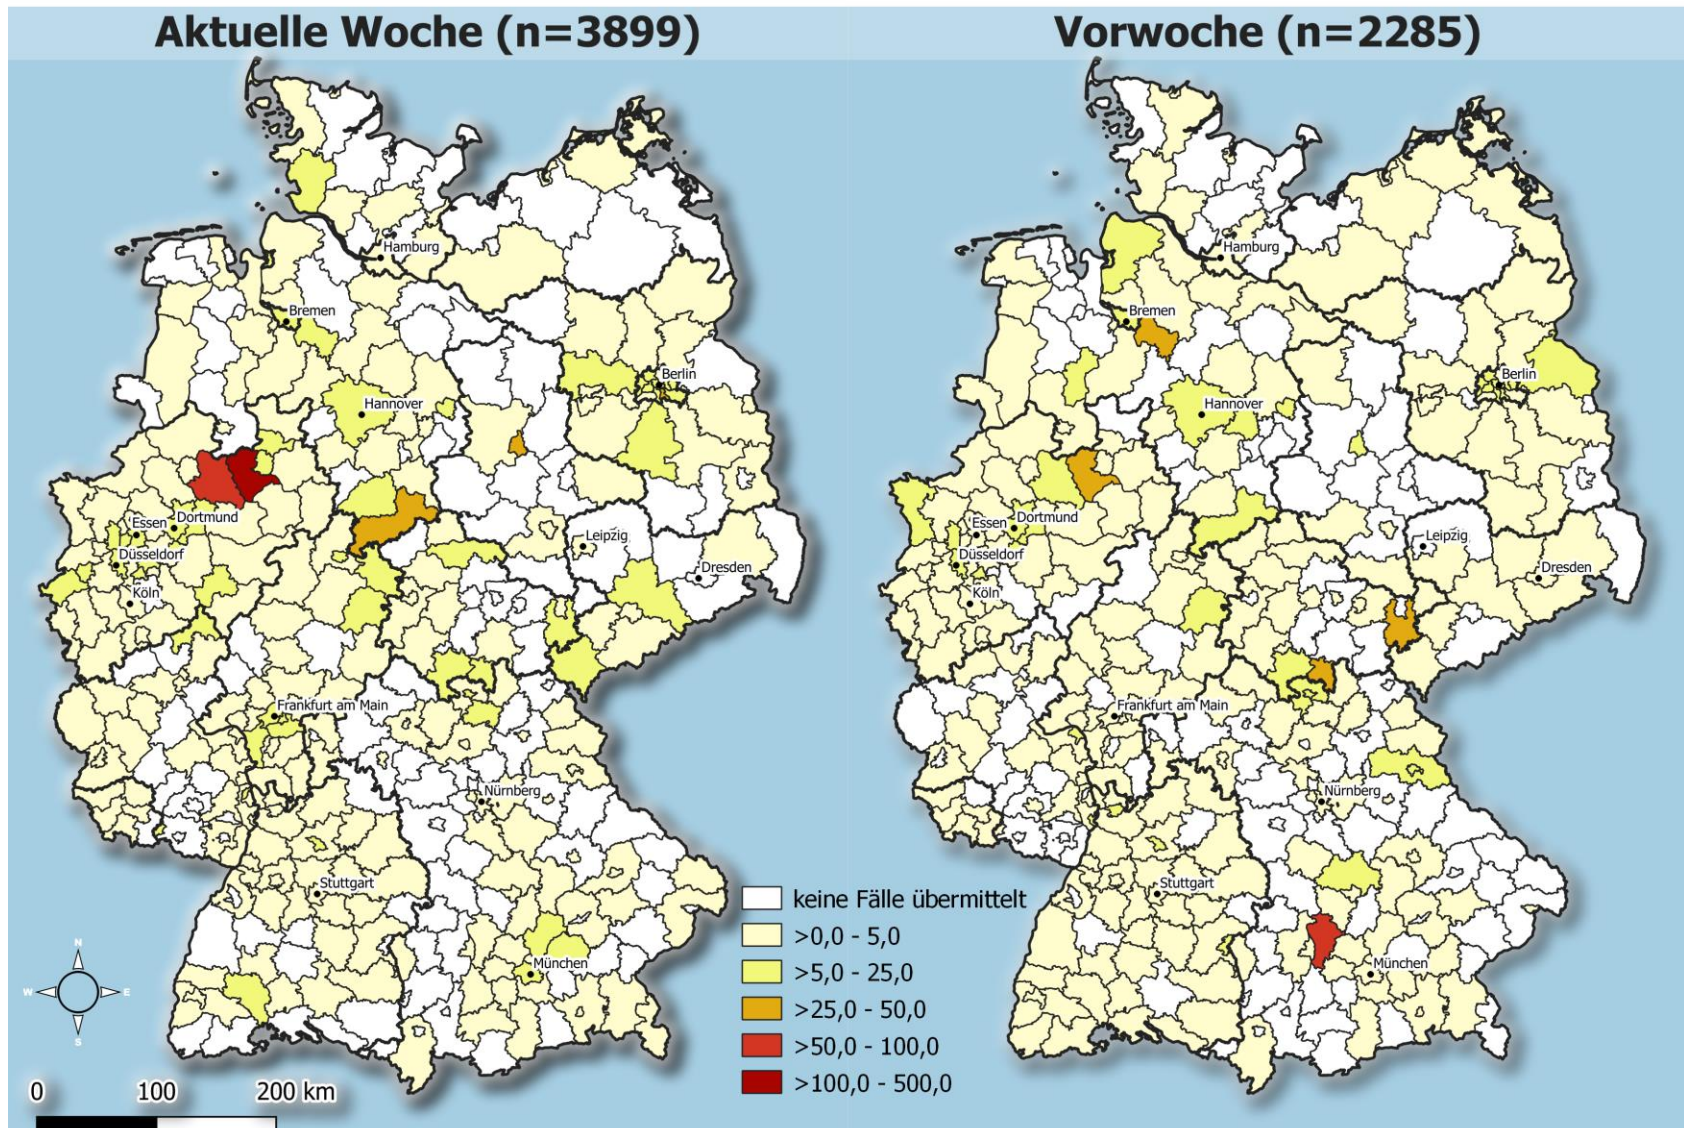 Aktuelle Woche (n=3899)
Vorwoche (n=2285)
Hamburg
Bremen
Berlin
Hannover
Essen
Dortmund
Düsseldorf
Köln
Leipzig
Dresden
Frankfurt am Main
Nürnberg
Stuttgart
München
Hamburg
Bremen
Berlin
Hannover
Essen
Dortmund
Düsseldorf
Köln
Leipzig
Dresden
Frankfurt am Main
Nürnberg
Stuttgart
München
keine Fälle übermittelt
>0,0 - 5,0
>5,0 - 25,0
>25,0 - 50,0
>50,0 - 100,0
>100,0 - 500,0
N
W E
S
0 100 200 km